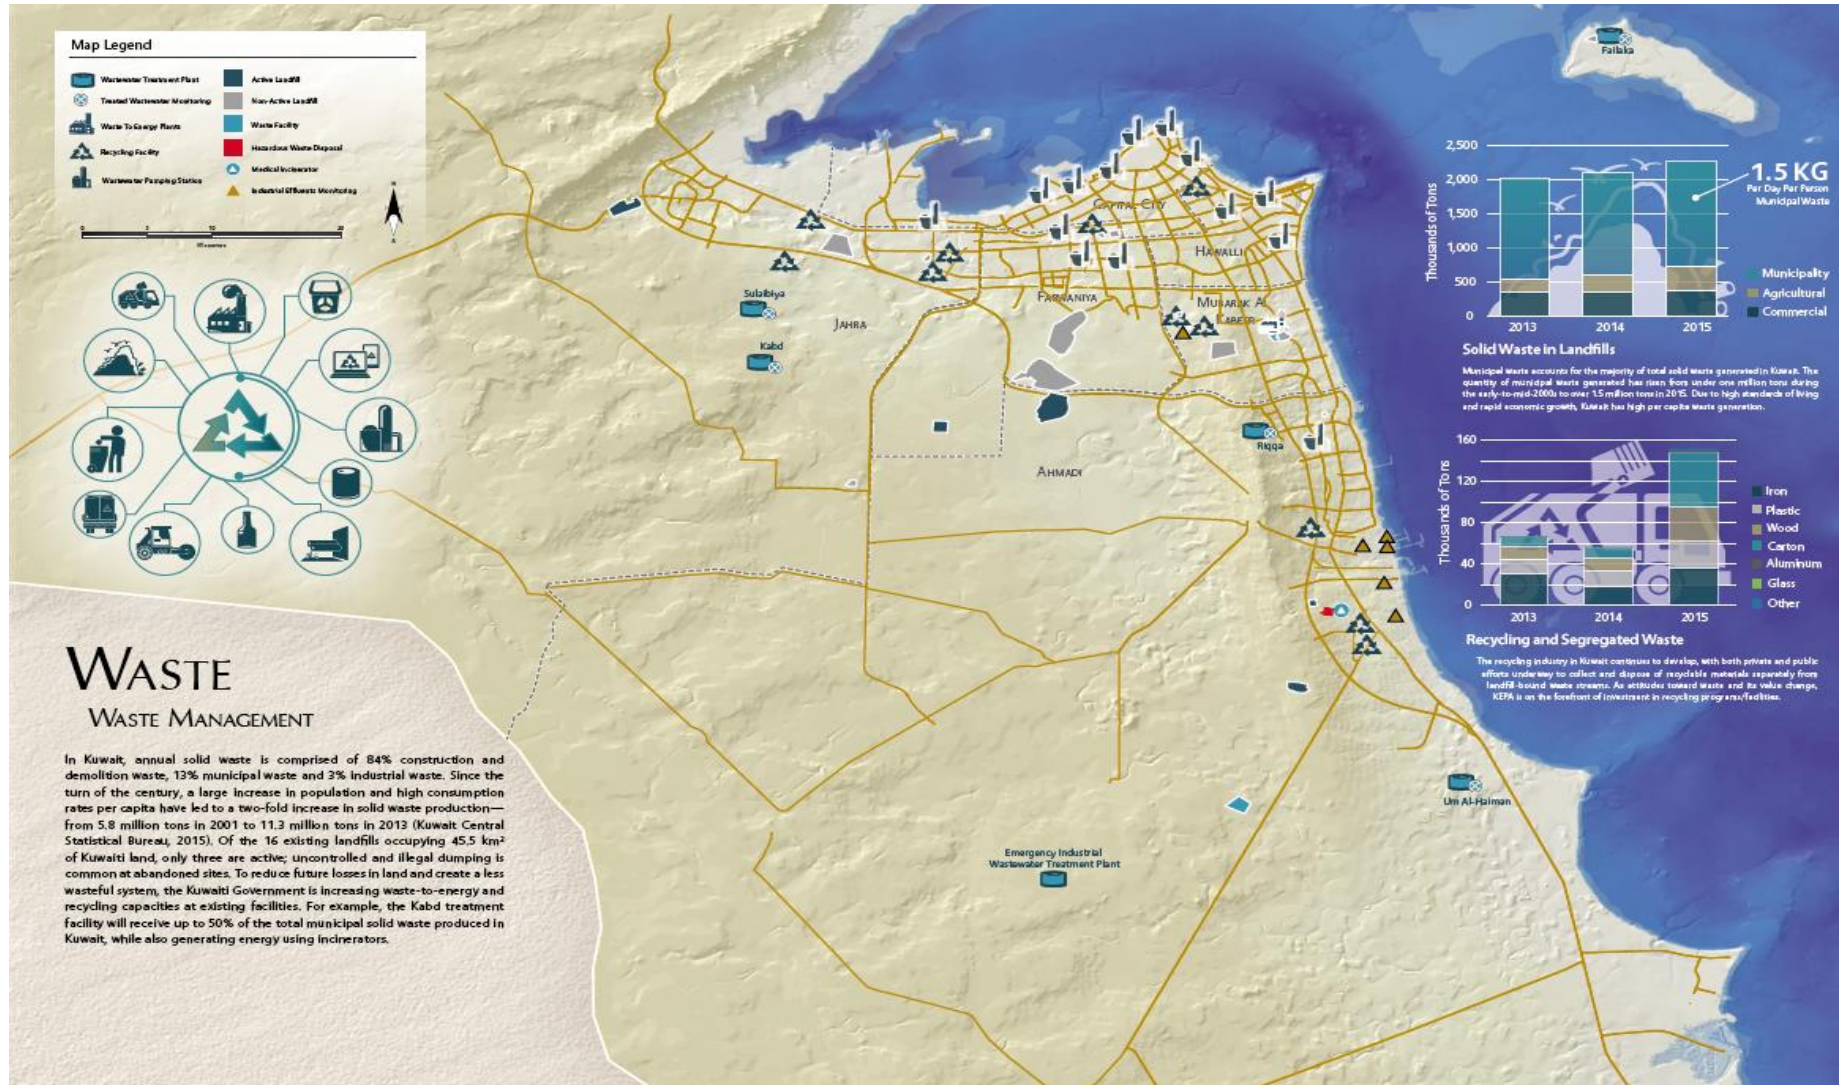 Map Legend
Wastewater Treatment Plant
Treated Wastewater Monitoring
Waste To Energy Plants
Recycling Facility
Wastewater Pumping Station
Active Landfill
Non-Active Landfill
Waste Facility
Hazardous Waste Disposal
Medical Incinerator
Industrial Effluents Monitoring
N
0 5 10 20
Kilometers
WASTE
WASTE MANAGEMENT
In Kuwait, annual solid waste is comprised of 84% construction and
demolition waste, 13% municipal waste and 3% industrial waste. Since the
turn of the century, a large increase in population and high consumption
rates per capita have led to a two-fold increase in solid waste production—
from 5.8 million tons in 2001 to 11.3 million tons in 2013 (Kuwait Central
Statistical Bureau, 2015). Of the 16 existing landfills occupying 45.5 km²
of Kuwaiti land, only three are active; uncontrolled and illegal dumping is
common at abandoned sites. To reduce future losses in land and create a less
wasteful system, the Kuwaiti Government is increasing waste-to-energy and
recycling capacities at existing facilities. For example, the Kabd treatment
facility will receive up to 50% of the total municipal solid waste produced in
Kuwait, while also generating energy using incinerators.
Failaka
CAPITAL CITY
HAWALLI
FARWANIYA
MUBARAK AL
KABEER
Sulaibiya
JAHRA
Kabd
Riqqa
AHMADI
Um Al-Haiman
Emergency Industrial
Wastewater Treatment Plant
Thousands of Tons
2,500
2,000
1,500
1,000
500
0
2013 2014 2015
1.5 KG
Per Day Per Person
Municipal Waste
Municipality
Agricultural
Commercial
Solid Waste in Landfills
Municipal waste accounts for the majority of total solid waste generated in Kuwait. The
quantity of municipal waste generated has risen from under one million tons during
the early-to-mid-2000s to over 1.5 million tons in 2015. Due to high standards of living
and rapid economic growth, Kuwait has high per capita waste generation.
Thousands of Tons
160
120
80
40
0
2013 2014 2015
Iron
Plastic
Wood
Carton
Aluminum
Glass
Other
Recycling and Segregated Waste
The recycling industry in Kuwait continues to develop, with both private and public
efforts underway to collect and dispose of recyclable materials separately from
landfill-bound waste streams. As attitudes toward waste and its value change,
KEPA is on the forefront of investment in recycling programs/facilities.